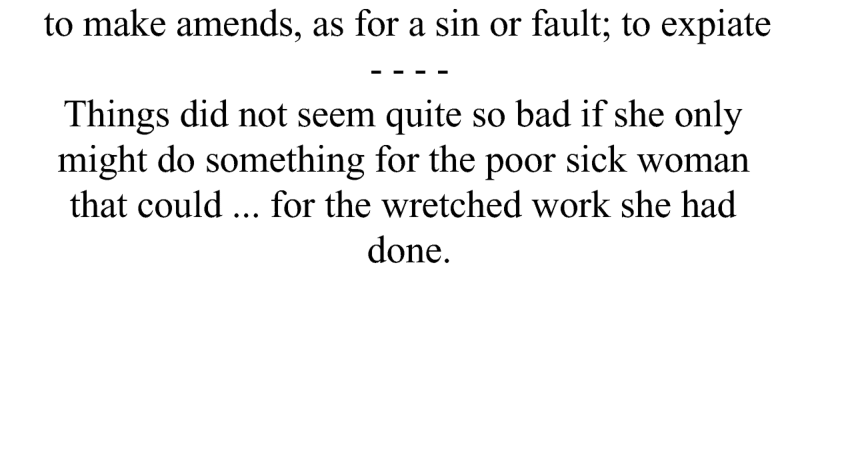 to make amends, as for a sin or fault; to expiate
- - - -
Things did not seem quite so bad if she only
might do something for the poor sick woman
that could ... for the wretched work she had
done.